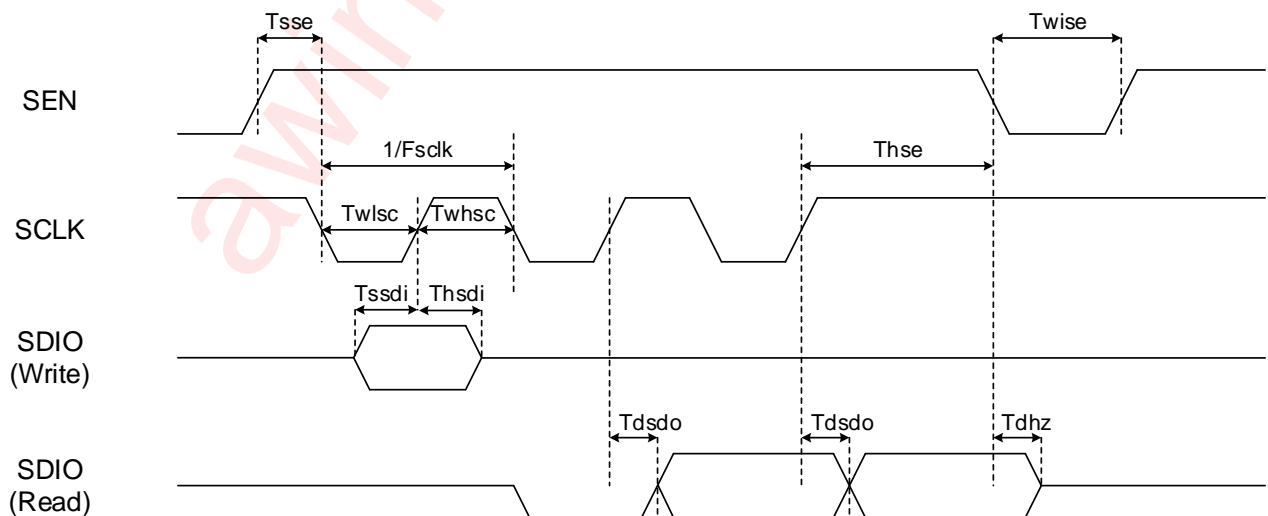 Tsse
Twise
SEN
1/Fsclk
Thse
SCLK
Twlsc
Twhsc
Tssdi
Thsdi
SDIO
(Write)
Tdsdo
Tdsdo
Tdhz
SDIO
(Read)